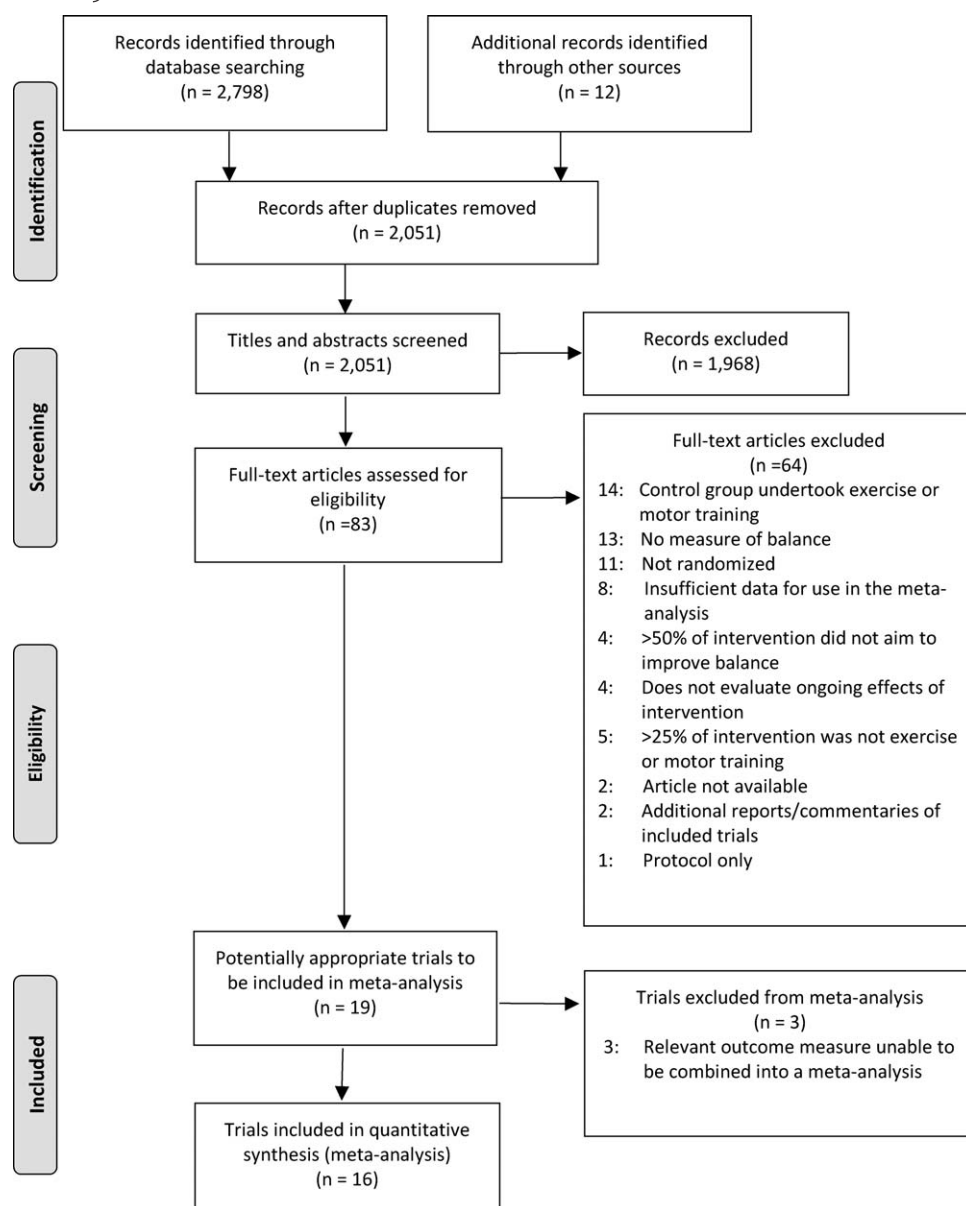 Records identified through
database searching
(n = 2,798)
Additional records identified
through other sources
(n = 12)
Identification
Records after duplicates removed
(n = 2,051)
Titles and abstracts screened
(n = 2,051)
Records excluded
(n = 1,968)
Screening
Full-text articles assessed for
eligibility
(n =83)
Full-text articles excluded
(n =64)
14: Control group undertook exercise or
motor training
13: No measure of balance
11: Not randomized
8: Insufficient data for use in the meta-
analysis
4: >50% of intervention did not aim to
improve balance
4: Does not evaluate ongoing effects of
intervention
5: >25% of intervention was not exercise
or motor training
2: Article not available
2: Additional reports/commentaries of
included trials
1: Protocol only
Eligibility
Potentially appropriate trials to
be included in meta-analysis
(n = 19)
Trials excluded from meta-analysis
(n = 3)
3: Relevant outcome measure unable to
be combined into a meta-analysis
Included
Trials included in quantitative
synthesis (meta-analysis)
(n = 16)